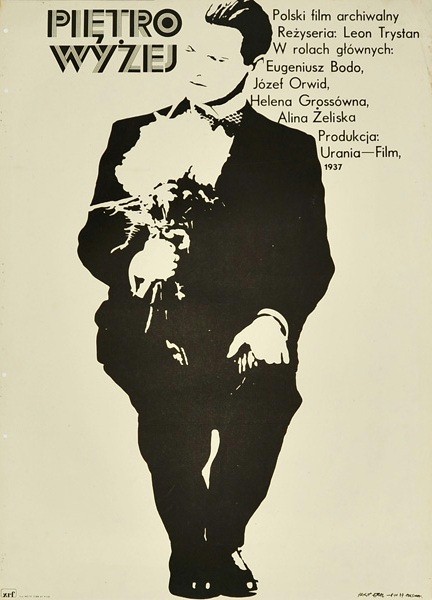 PIĘTRO
WYŻEJ
Polski film archiwalny
Reżyseria: Leon Trystan
W rolach głównych:
Eugeniusz Bodo,
Józef Orwid,
Helena Grossówna,
Alina Żeliska
Produkcja:
Urania—Film,
1937
zrf